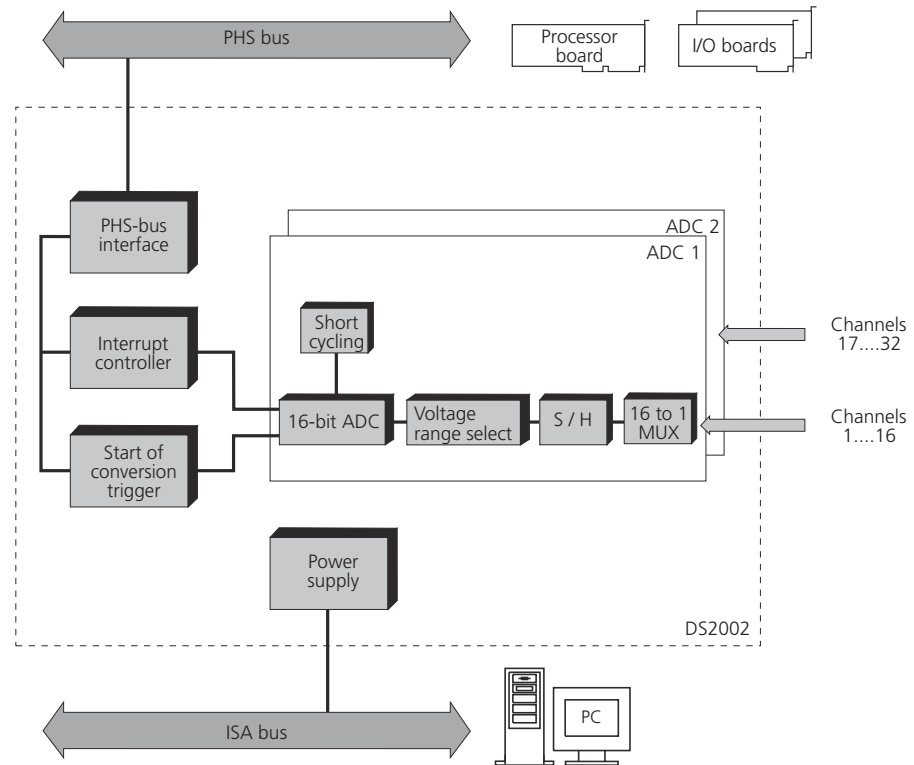 PHS bus
Processor
board
I/O boards
PHS-bus
interface
ADC 2
ADC 1
Short
cycling
Channels
17....32
Interrupt
controller
16-bit ADC
Voltage
range select
S / H
16 to 1
MUX
Channels
1....16
Start of
conversion
trigger
Power
supply
DS2002
ISA bus
PC